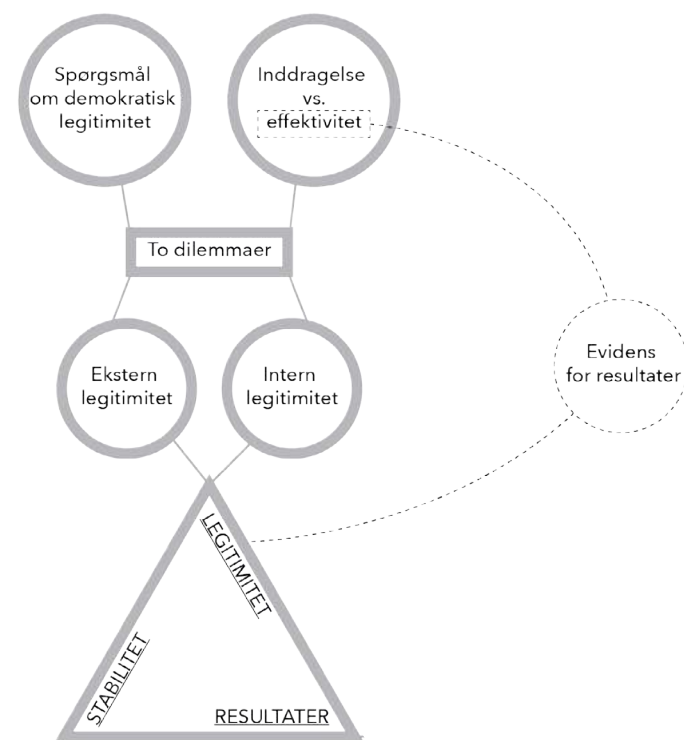 Spørgsmål
om demokratisk
legitimitet
Inddragelse
vs.
effektivitet
To dilemmaer
Evidens
for resultater
Ekstern
legitimitet
Intern
legitimitet
LEGITIMITET
STABILITET
RESULTATER